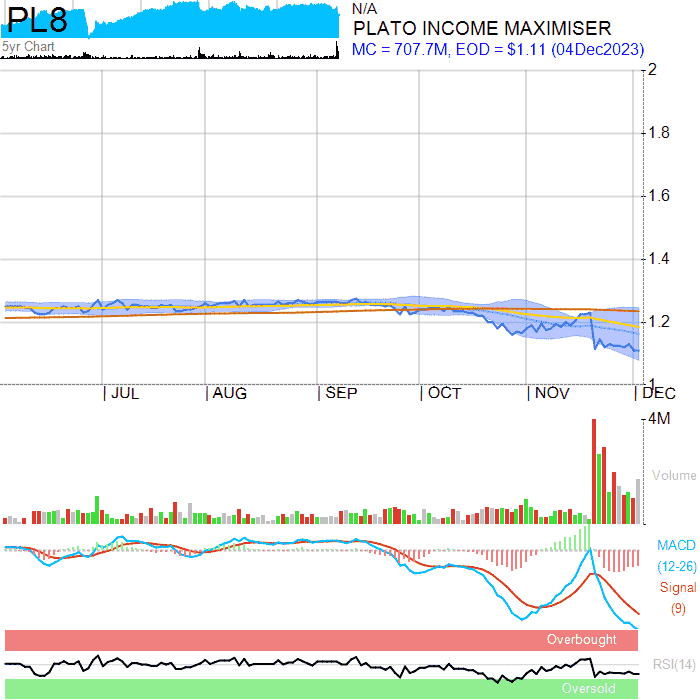 PL8
5yr Chart
N/A
PLATO INCOME MAXIMISER
MC = 707.7M, EOD = $1.11 (04Dec2023)
2
1.8
1.6
1.4
1.2
1
JUL AUG SEP OCT NOV DEC
4M
Volume
MACD
(12-26)
Signal
(9)
Overbought
RSI(14)
Oversold